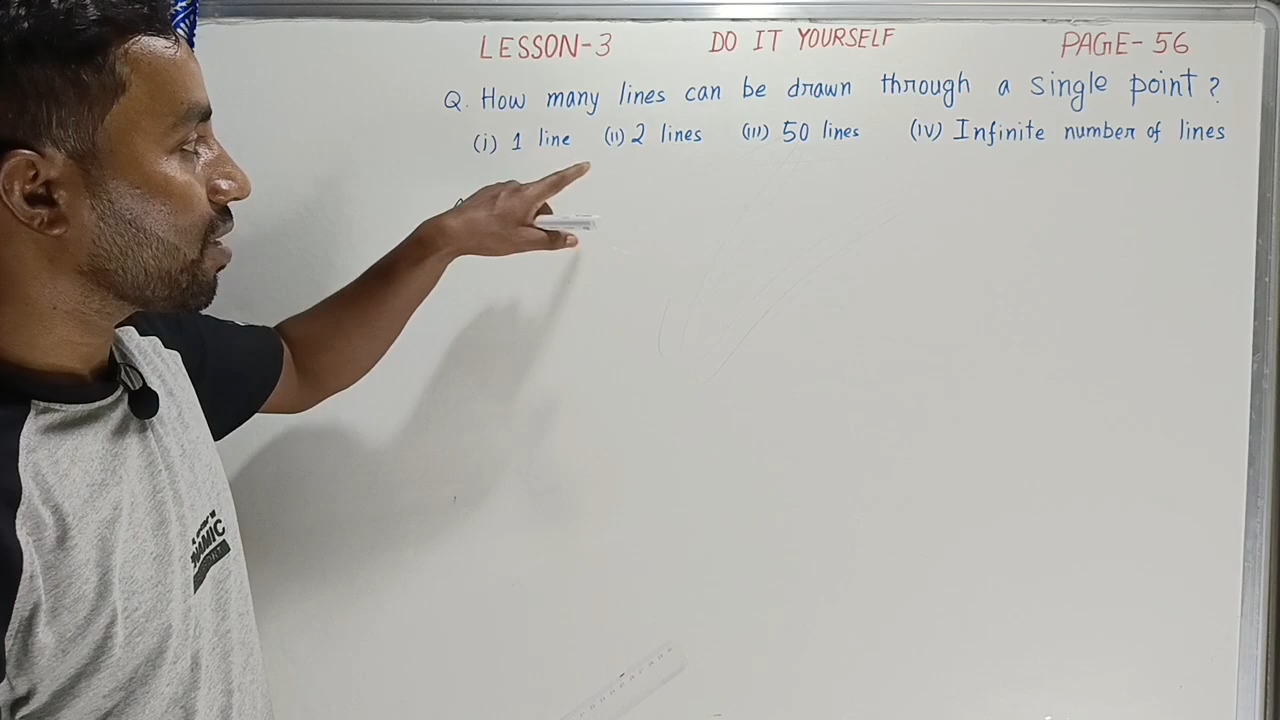 LESSON-3 DO IT YOURSELF PAGE-56
Q. How many lines can be drawn through a single point?
(i) 1 line (ii) 2 lines (iii) 50 lines (iv) Infinite number of lines